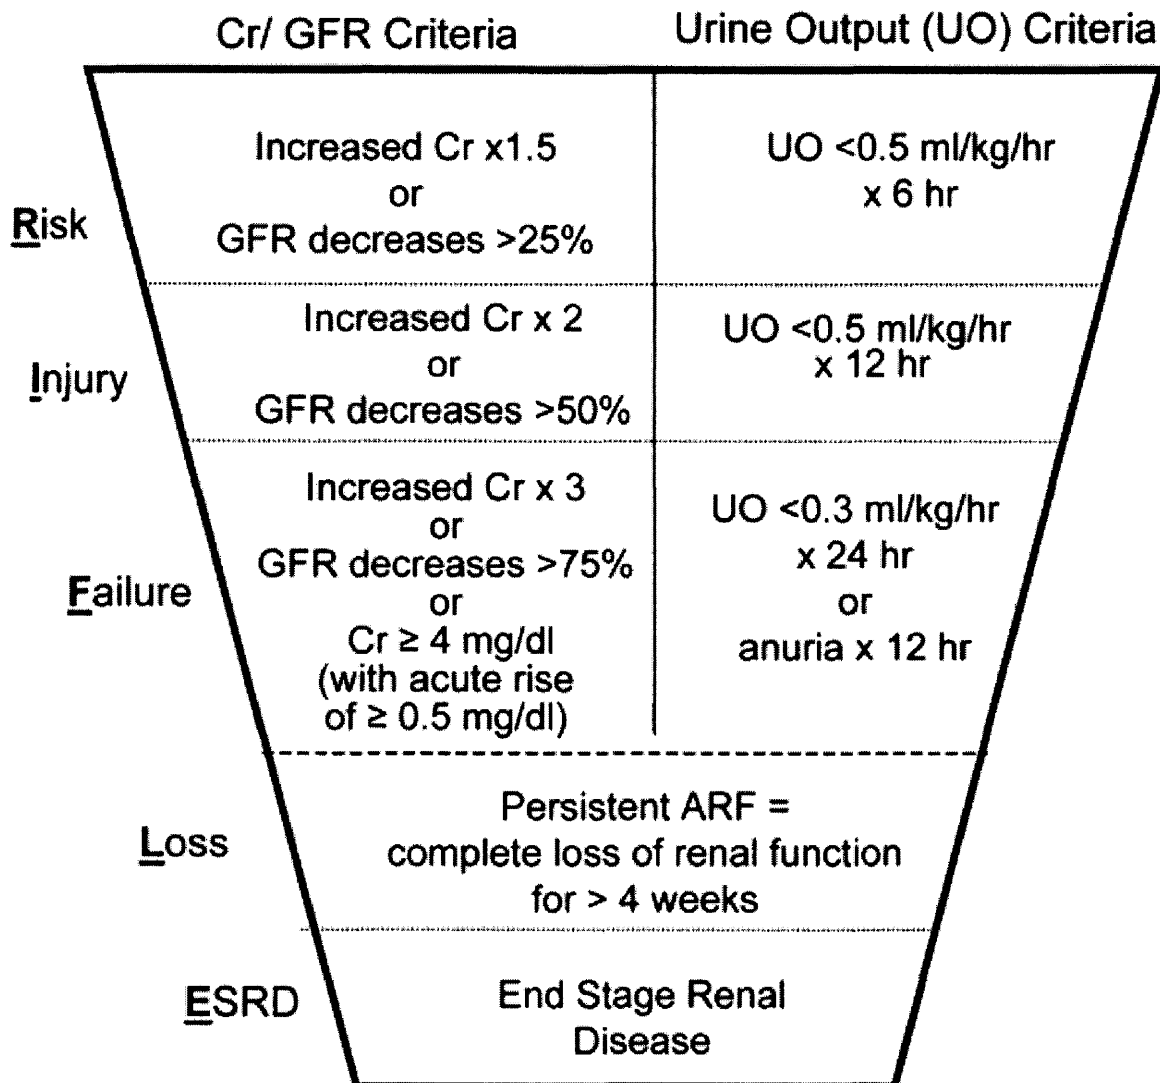 Cr/ GFR Criteria
Urine Output (UO) Criteria
Risk
Increased Cr x1.5
or
GFR decreases >25%
UO <0.5 ml/kg/hr
x 6 hr
Injury
Increased Cr x 2
or
GFR decreases >50%
UO <0.5 ml/kg/hr
x 12 hr
Failure
Increased Cr x 3
or
GFR decreases >75%
or
Cr ≥ 4 mg/dl
(with acute rise
of ≥ 0.5 mg/dl)
UO <0.3 ml/kg/hr
x 24 hr
or
anuria x 12 hr
Loss
Persistent ARF =
complete loss of renal function
for > 4 weeks
ESRD
End Stage Renal
Disease